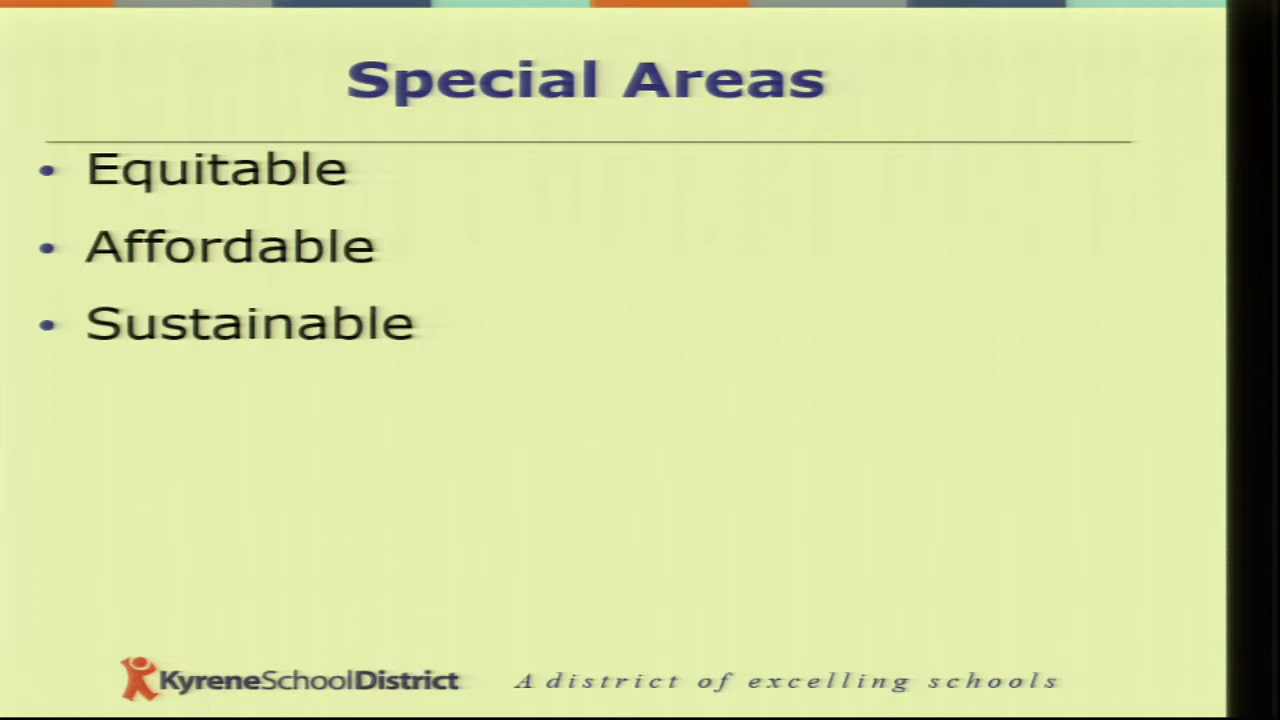 Special Areas
• Equitable
• Affordable
• Sustainable
KyreneSchoolDistrict A district of excelling schools